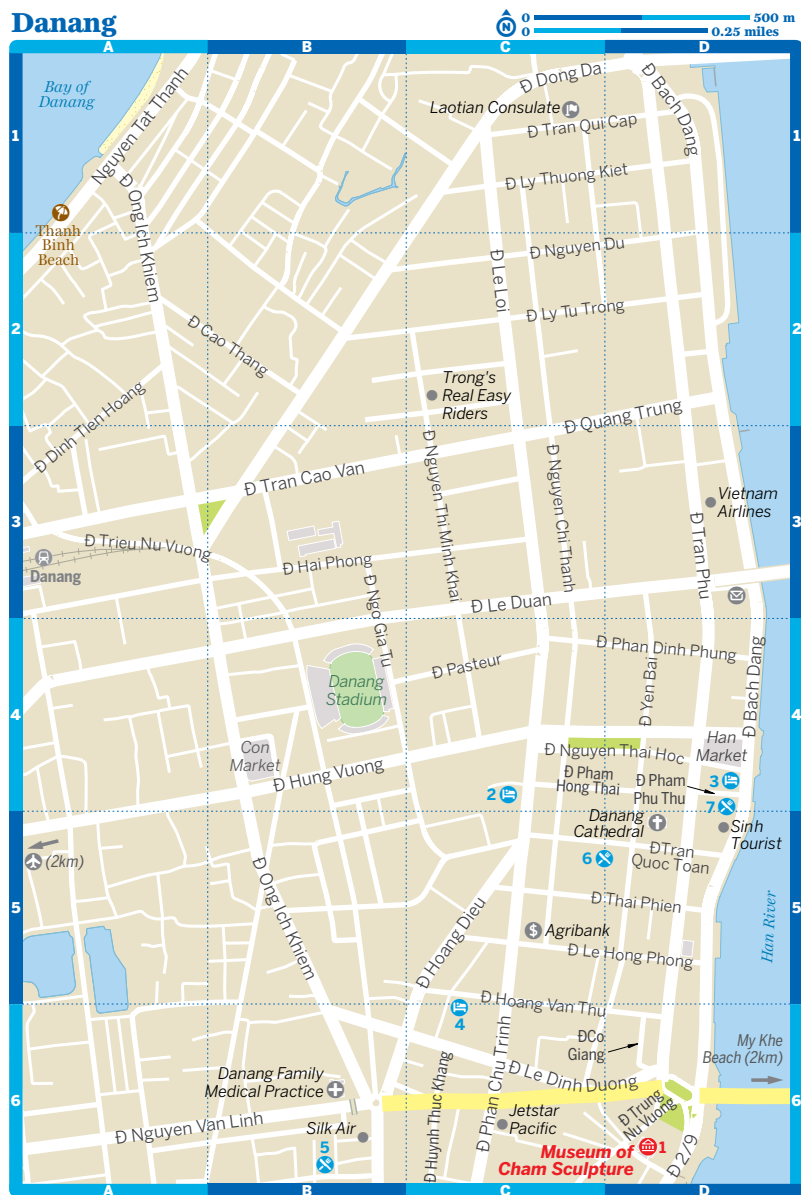 Danang
N
0
500 m
0
0.25 miles
A
B
C
D
1
2
3
4
5
6
1
2
3
4
5
6
A
B
C
D
Bay of
Danang
Nguyen Tat Thanh
Đ Ong Ich Khiem
Thanh
Binh
Beach
Đ Dong Da
Laotian Consulate
Đ Tran Qui Cap
Đ Bach Dang
Đ Ly Thuong Kiet
Đ Nguyen Du
Đ Le Loi
Đ Ly Tu Trong
Đ Cao Thang
Đ Dinh Tien Hoang
Trong's
Real Easy
Riders
Đ Quang Trung
Đ Tran Cao Van
Đ Nguyen Thi Minh Khai
Đ Nguyen Chi Thanh
Vietnam
Airlines
Đ Tran Phu
Đ Trieu Nu Vuong
Danang
Đ Hai Phong
Đ Ngo Gia Tu
Đ Le Duan
Đ Phan Dinh Phung
Đ Pasteur
Đ Yen Bai
Đ Bach Dang
Danang
Stadium
Con
Market
Đ Hung Vuong
Đ Nguyen Thai Hoc
Han
Market
Đ Pham
Hong Thai
Đ Pham
Phu Thu
2
3
7
Danang
Cathedral
Sinh
Tourist
6
ĐTran
Quoc Toan
(2km)
Đ Ong Ich Khiem
Đ Thai Phien
Đ Hoang Dieu
$
Agribank
Đ Le Hong Phong
Han River
4
Đ Hoang Van Thu
ĐCo
Giang
My Khe
Beach (2km)
Danang Family
Medical Practice
Đ Huynh Thuc Khang
Đ Phan Chu Trinh
Đ Le Dinh Duong
Đ Trung
Nu Vuong
Đ Nguyen Van Linh
Silk Air
5
Jetstar
Pacific
Museum of
Cham Sculpture
1
Đ 2/9